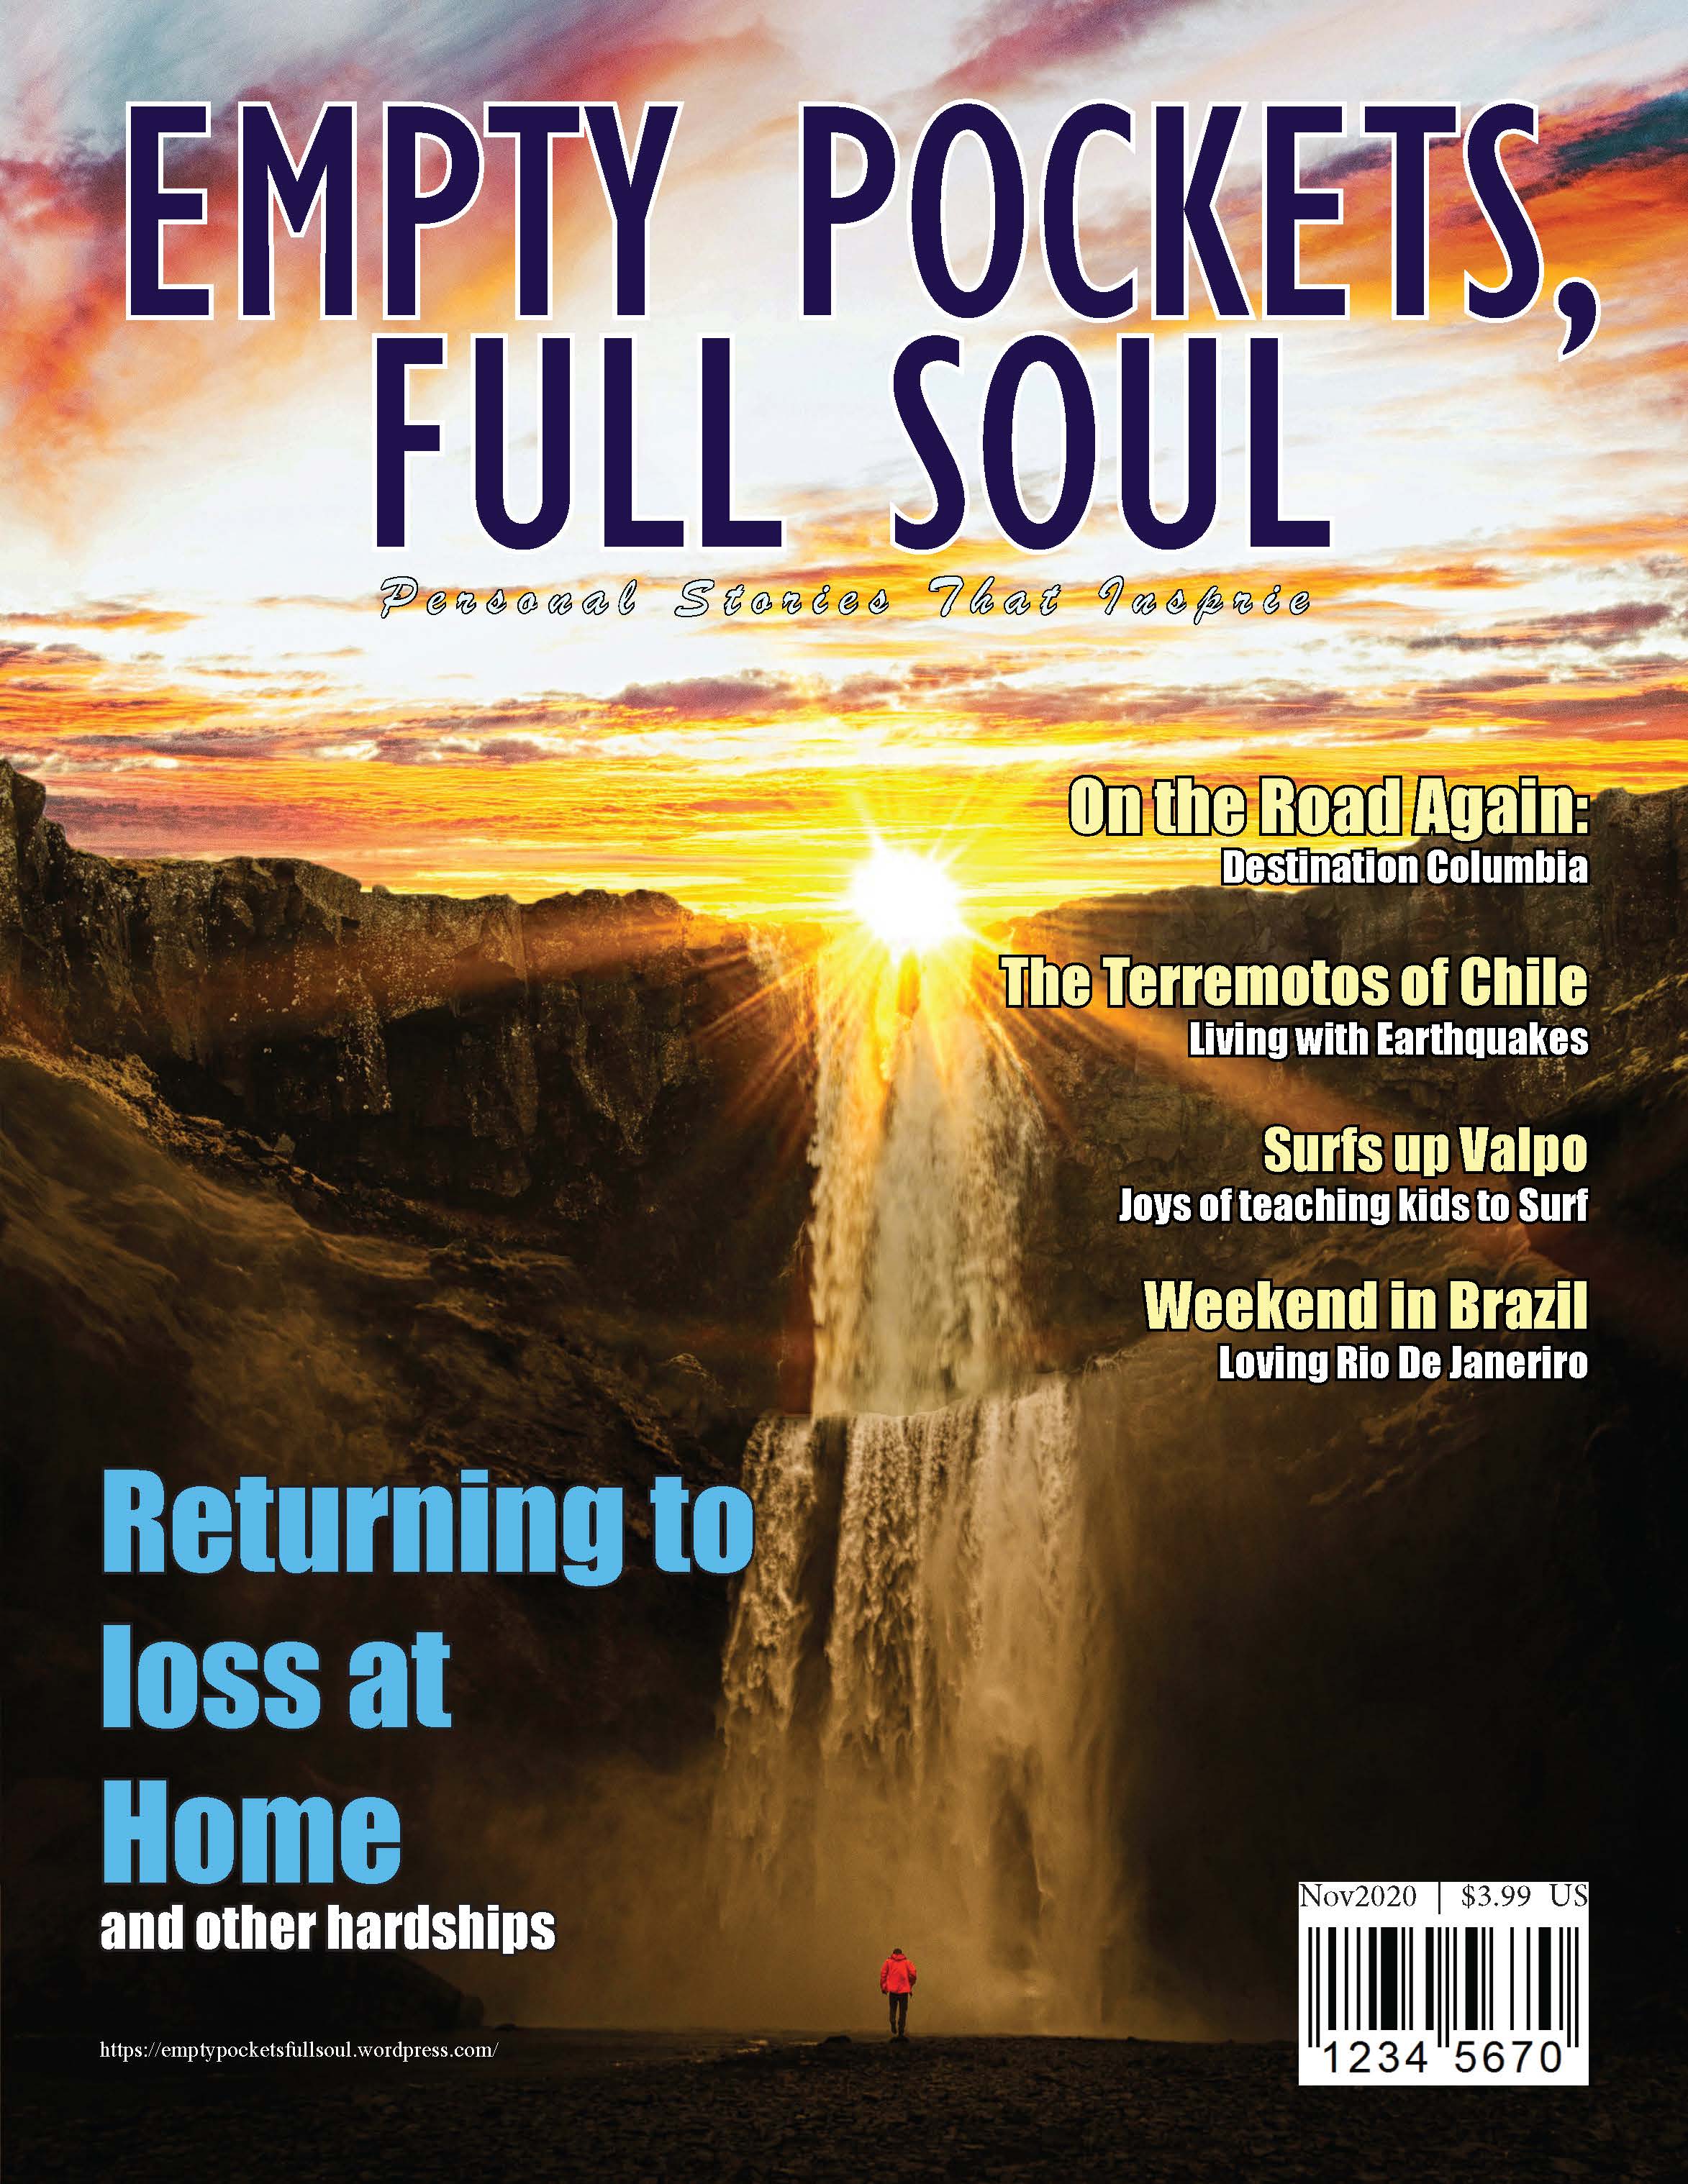 EMPTY POCKETS,
FULL SOUL
Personal Stories That Insprie
On the Road Again:
Destination Columbia
The Terremotos of Chile
Living with Earthquakes
Surfs up Valpo
Joys of teaching kids to Surf
Weekend in Brazil
Loving Rio De Janeriro
Returning to
loss at
Home
and other hardships
https://emptypocketsfullsoul.wordpress.com/
Nov2020 | $3.99 US
1234 5670